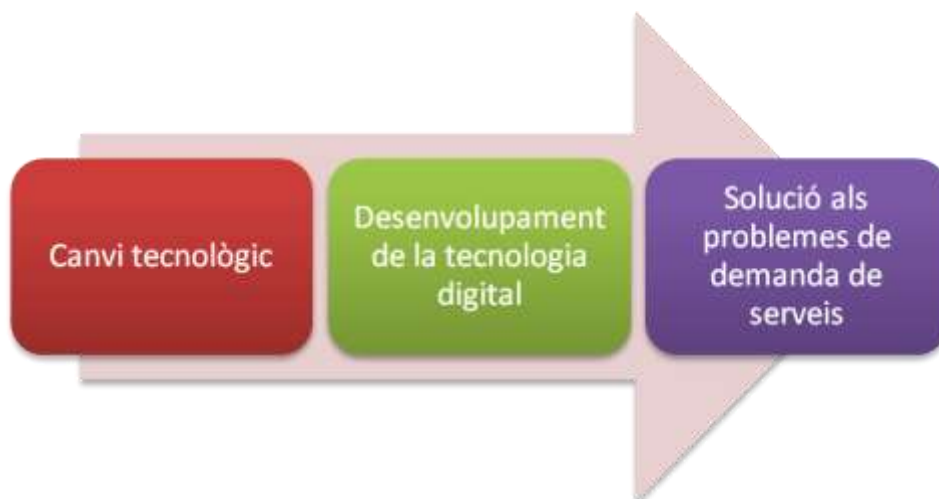 Canvi tecnològic
Desenvolupament
de la tecnologia
digital
Solució als
problemes de
demanda de
serveis